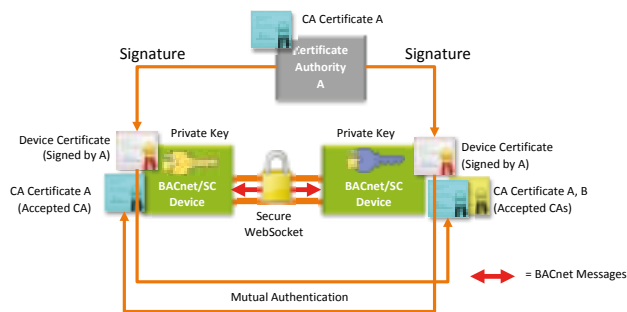 CA Certificate A
Signature
Signature
Certificate
Authority
A
Private Key
Private Key
Device Certificate
(Signed by A)
Device Certificate
(Signed by A)
BACnet/SC
Device
BACnet/SC
Device
CA Certificate A
(Accepted CA)
CA Certificate A, B
(Accepted CAs)
Secure
WebSocket
= BACnet Messages
Mutual Authentication